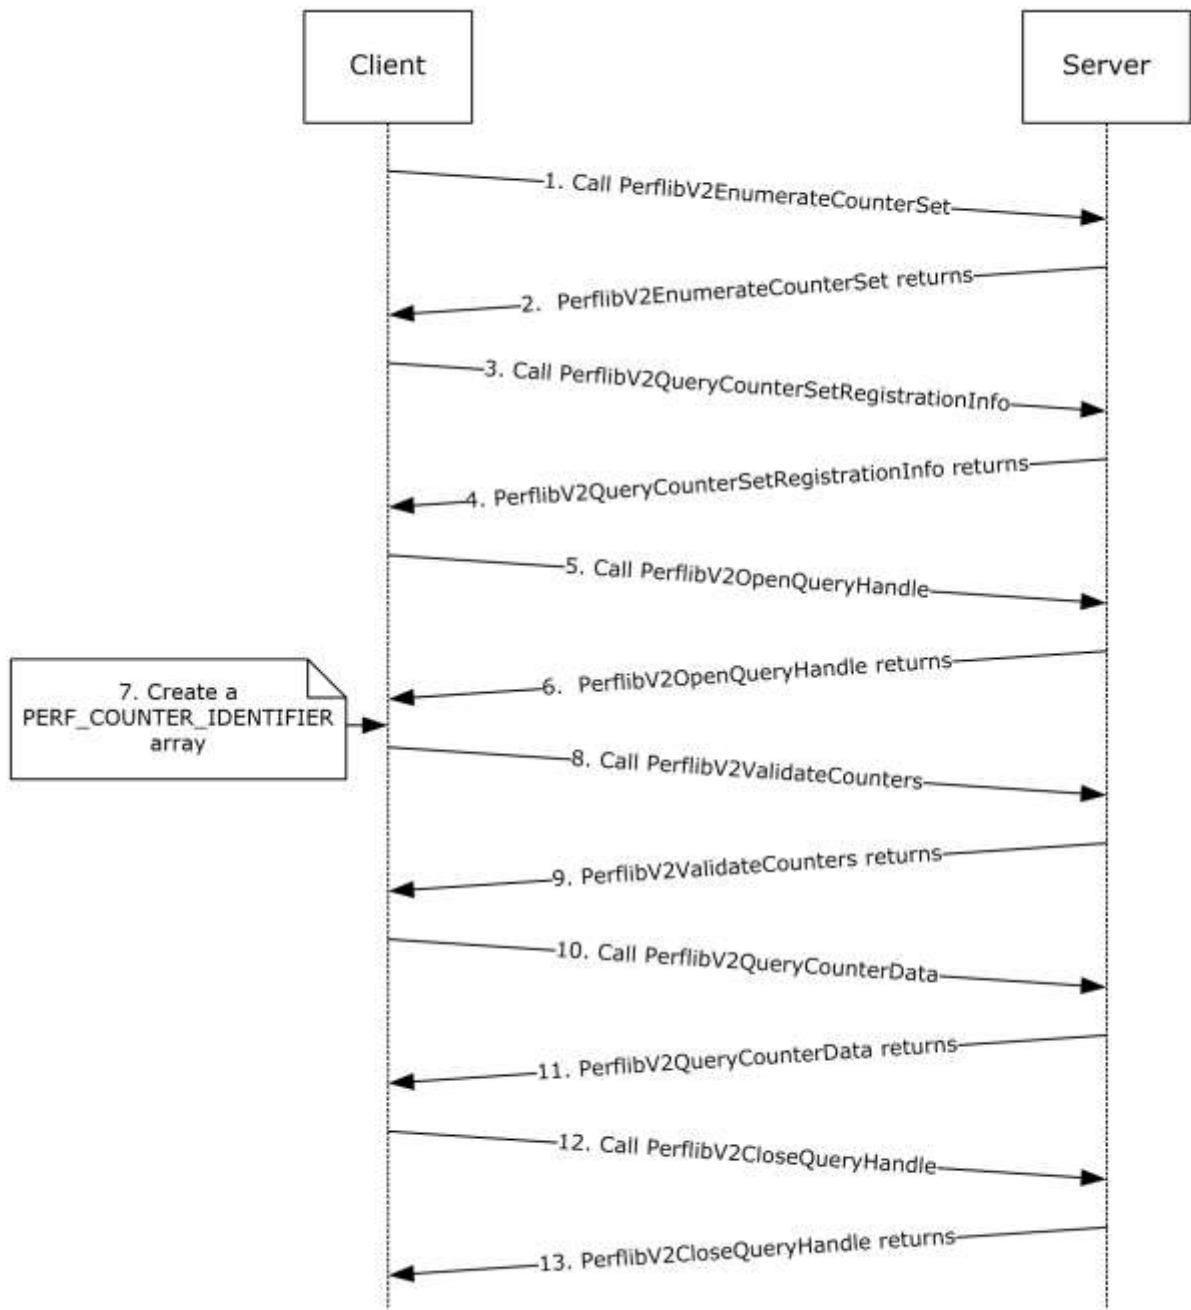 Client
Server
1. Call PerflibV2EnumerateCounterSet
2. PerflibV2EnumerateCounterSet returns
3. Call PerflibV2QueryCounterSetRegistrationInfo
4. PerflibV2QueryCounterSetRegistrationInfo returns
5. Call PerflibV2OpenQueryHandle
6. PerflibV2OpenQueryHandle returns
7. Create a
PERF_COUNTER_IDENTIFIER
array
8. Call PerflibV2ValidateCounters
9. PerflibV2ValidateCounters returns
10. Call PerflibV2QueryCounterData
11. PerflibV2QueryCounterData returns
12. Call PerflibV2CloseQueryHandle
13. PerflibV2CloseQueryHandle returns